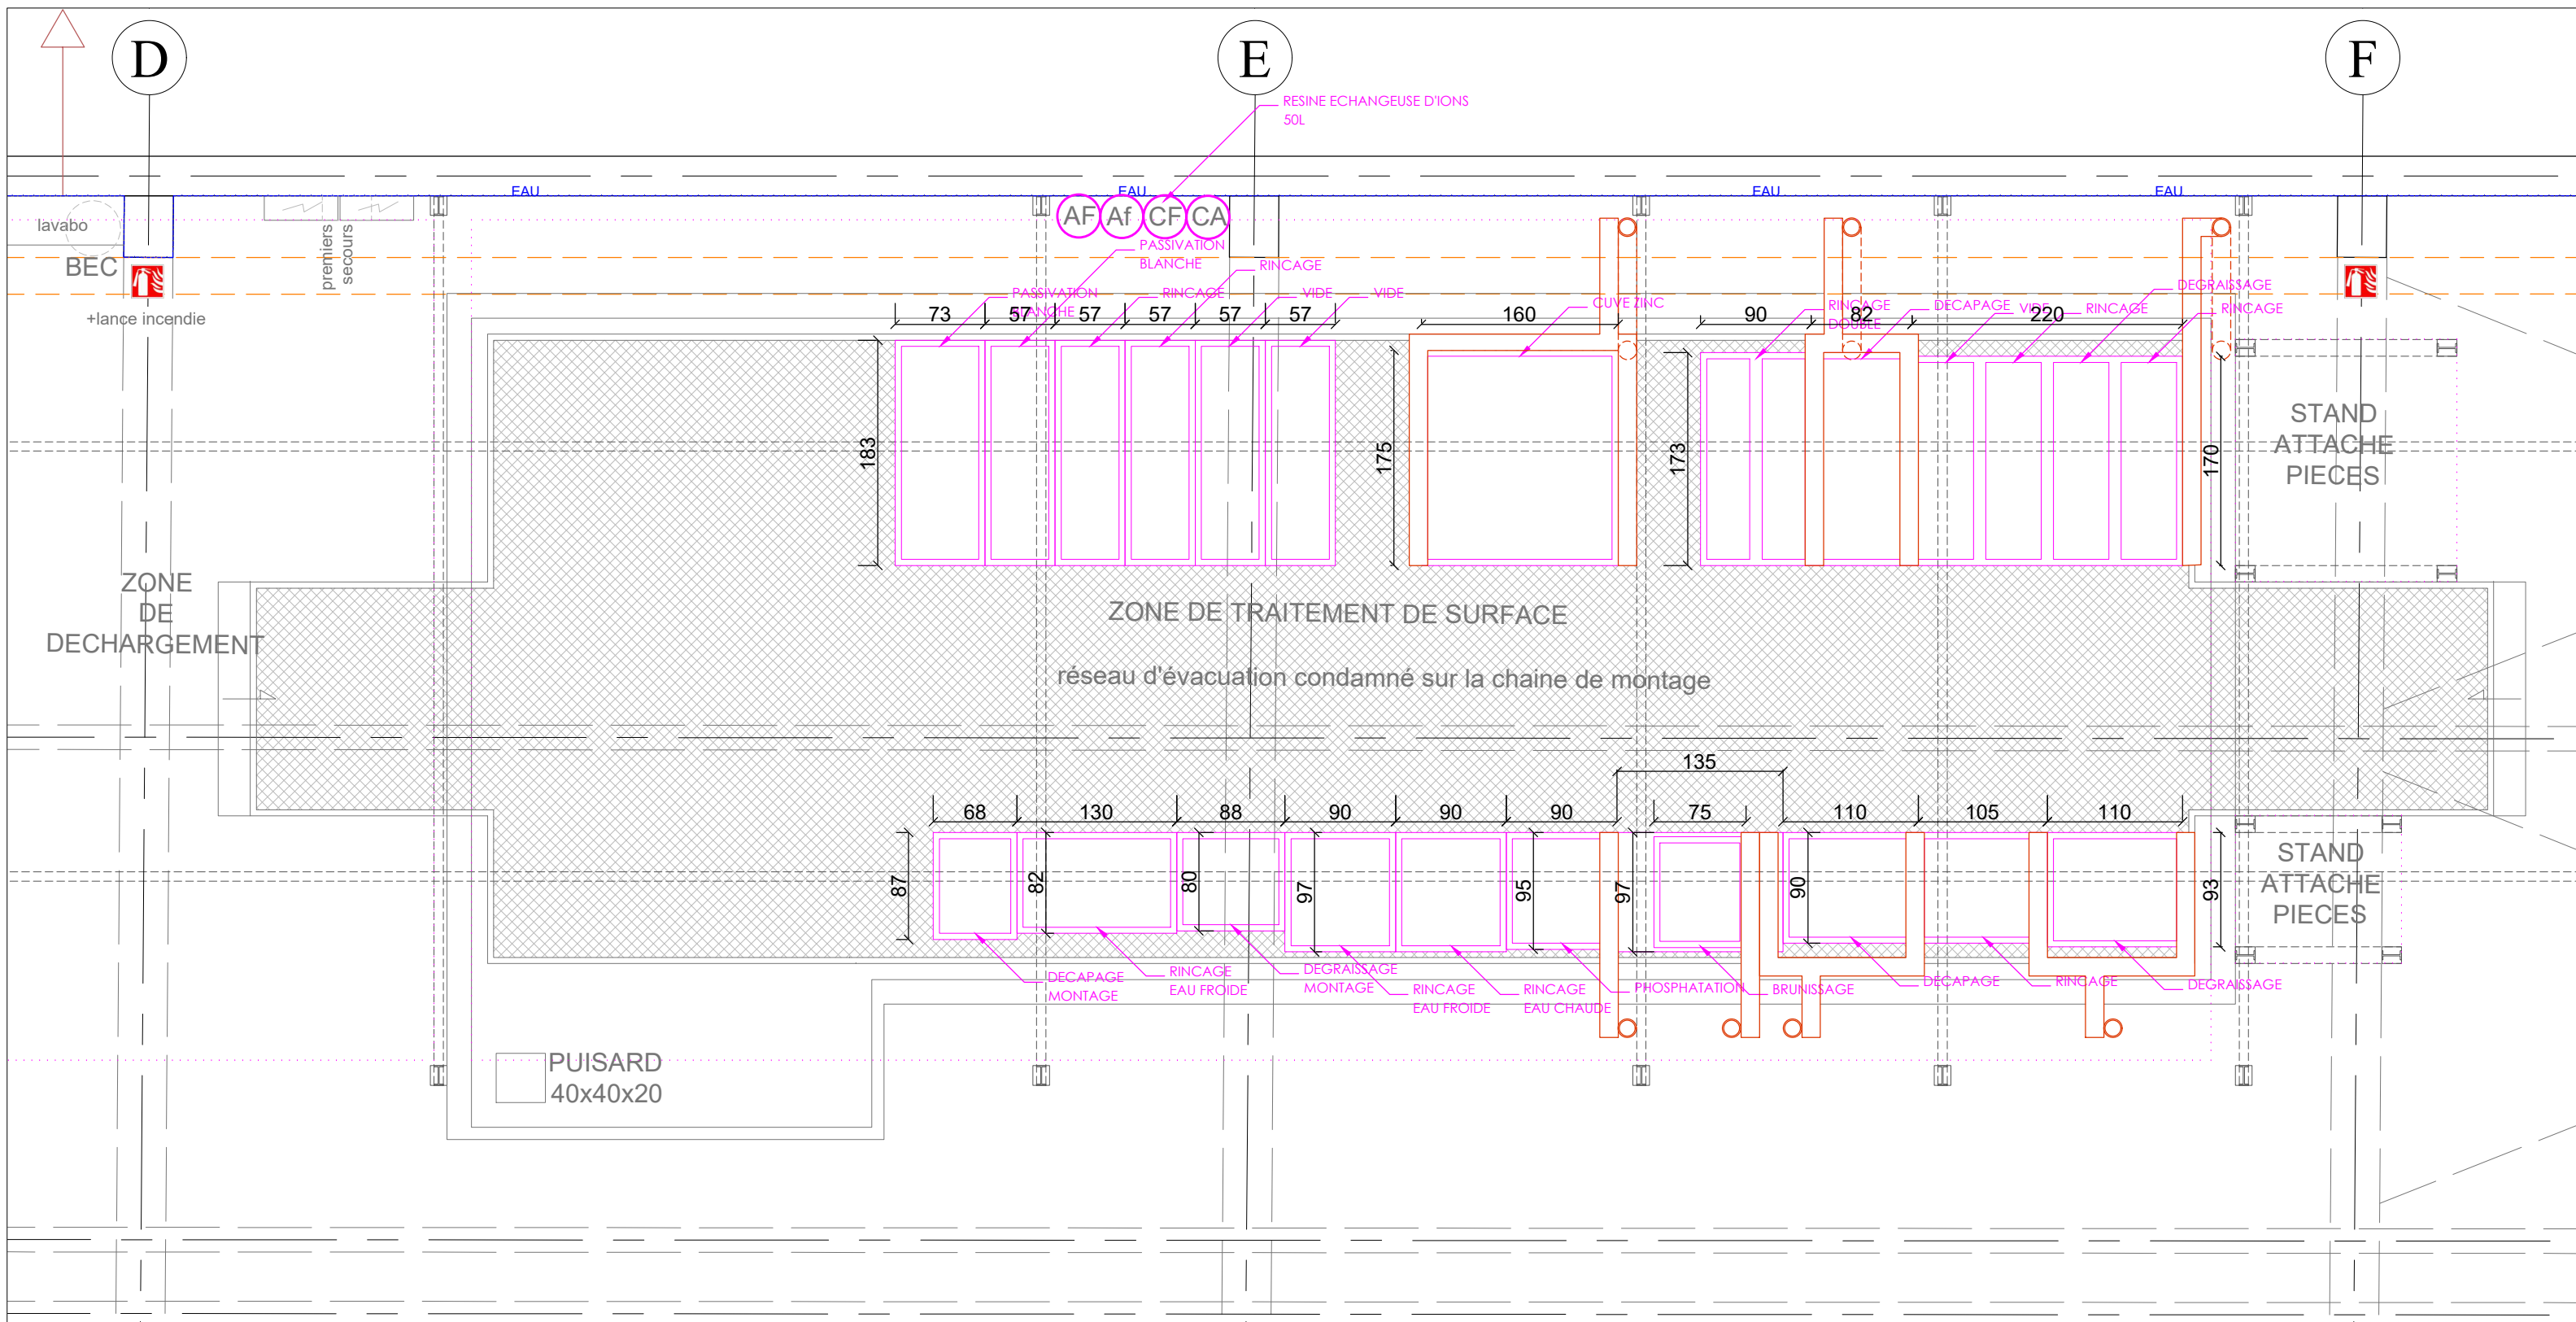 D
E
F
RESINE ECHANGEUSE D'IONS
50L
EAU
EAU
EAU
EAU
lavabo
BEC
+lance incendie
premiers
secours
AF
Af
CF
CA
PASSIVATION
BLANCHE
RINCAGE
PASSIVATION
BLANCHE
RINCAGE
VIDE
VIDE
CUVE ZINC
RINCAGE
DOUBLE
DECAPAGE
VIDE
RINCAGE
DEGRAISSAGE
RINCAGE
73
57
57
57
57
57
160
90
82
220
183
175
173
170
STAND
ATTACHE
PIECES
ZONE
DE
DECHARGEMENT
ZONE DE TRAITEMENT DE SURFACE
réseau d'évacuation condamné sur la chaine de montage
135
68
130
88
90
90
90
75
110
105
110
87
82
80
97
95
97
90
93
STAND
ATTACHE
PIECES
DECAPAGE
MONTAGE
RINCAGE
EAU FROIDE
DEGRAISSAGE
MONTAGE
RINCAGE
EAU FROIDE
RINCAGE
EAU CHAUDE
PHOSPHATATION
BRUNISSAGE
DECAPAGE
RINCAGE
DEGRAISSAGE
PUISARD
40x40x20